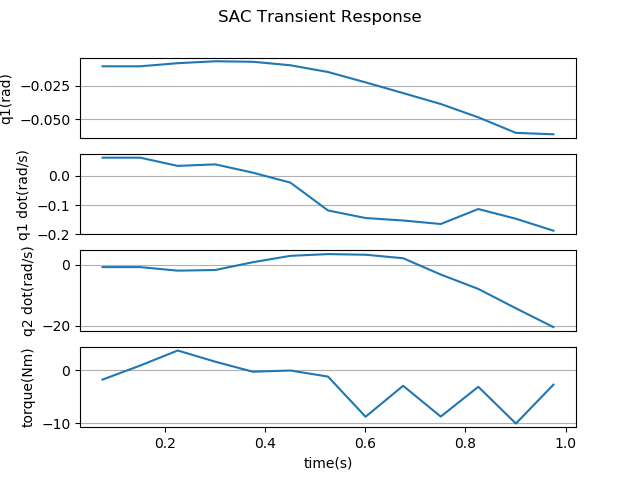 SAC Transient Response
q1(rad)
−0.025
−0.050
q1 dot(rad/s)
0.0
−0.1
−0.2
q2 dot(rad/s)
0
−20
torque(Nm)
0
−10
0.2 0.4 0.6 0.8 1.0
time(s)